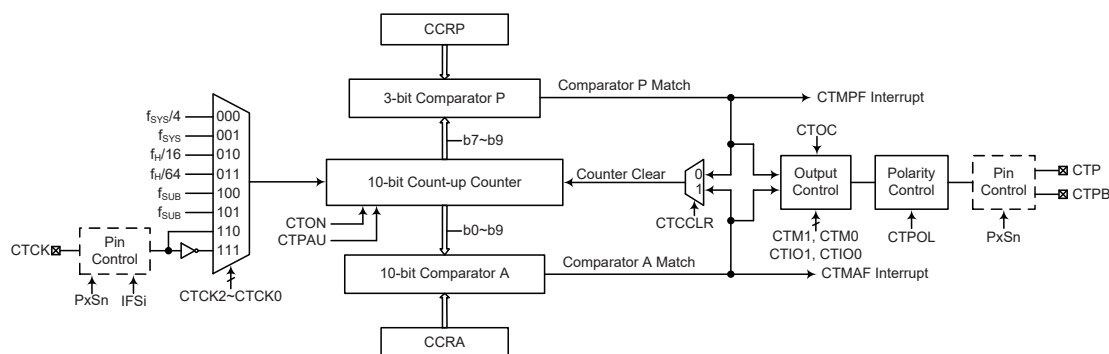 CCRP
3-bit Comparator P
Comparator P Match
CTMPF Interrupt
b7~b9
fSYS/4
000
fSYS
001
fH/16
010
fH/64
011
fSUB
100
fSUB
101
110
111
CTCK
Pin
Control
PxSn
IFSi
CTCK2~CTCK0
10-bit Count-up Counter
CTON
CTPAU
b0~b9
Counter Clear
0
1
CTCCLR
CTOC
Output
Control
CTM1, CTM0
CTIO1, CTIO0
Polarity
Control
CTPOL
Pin
Control
PxSn
CTP
CTPB
10-bit Comparator A
Comparator A Match
CTMAF Interrupt
CCRA